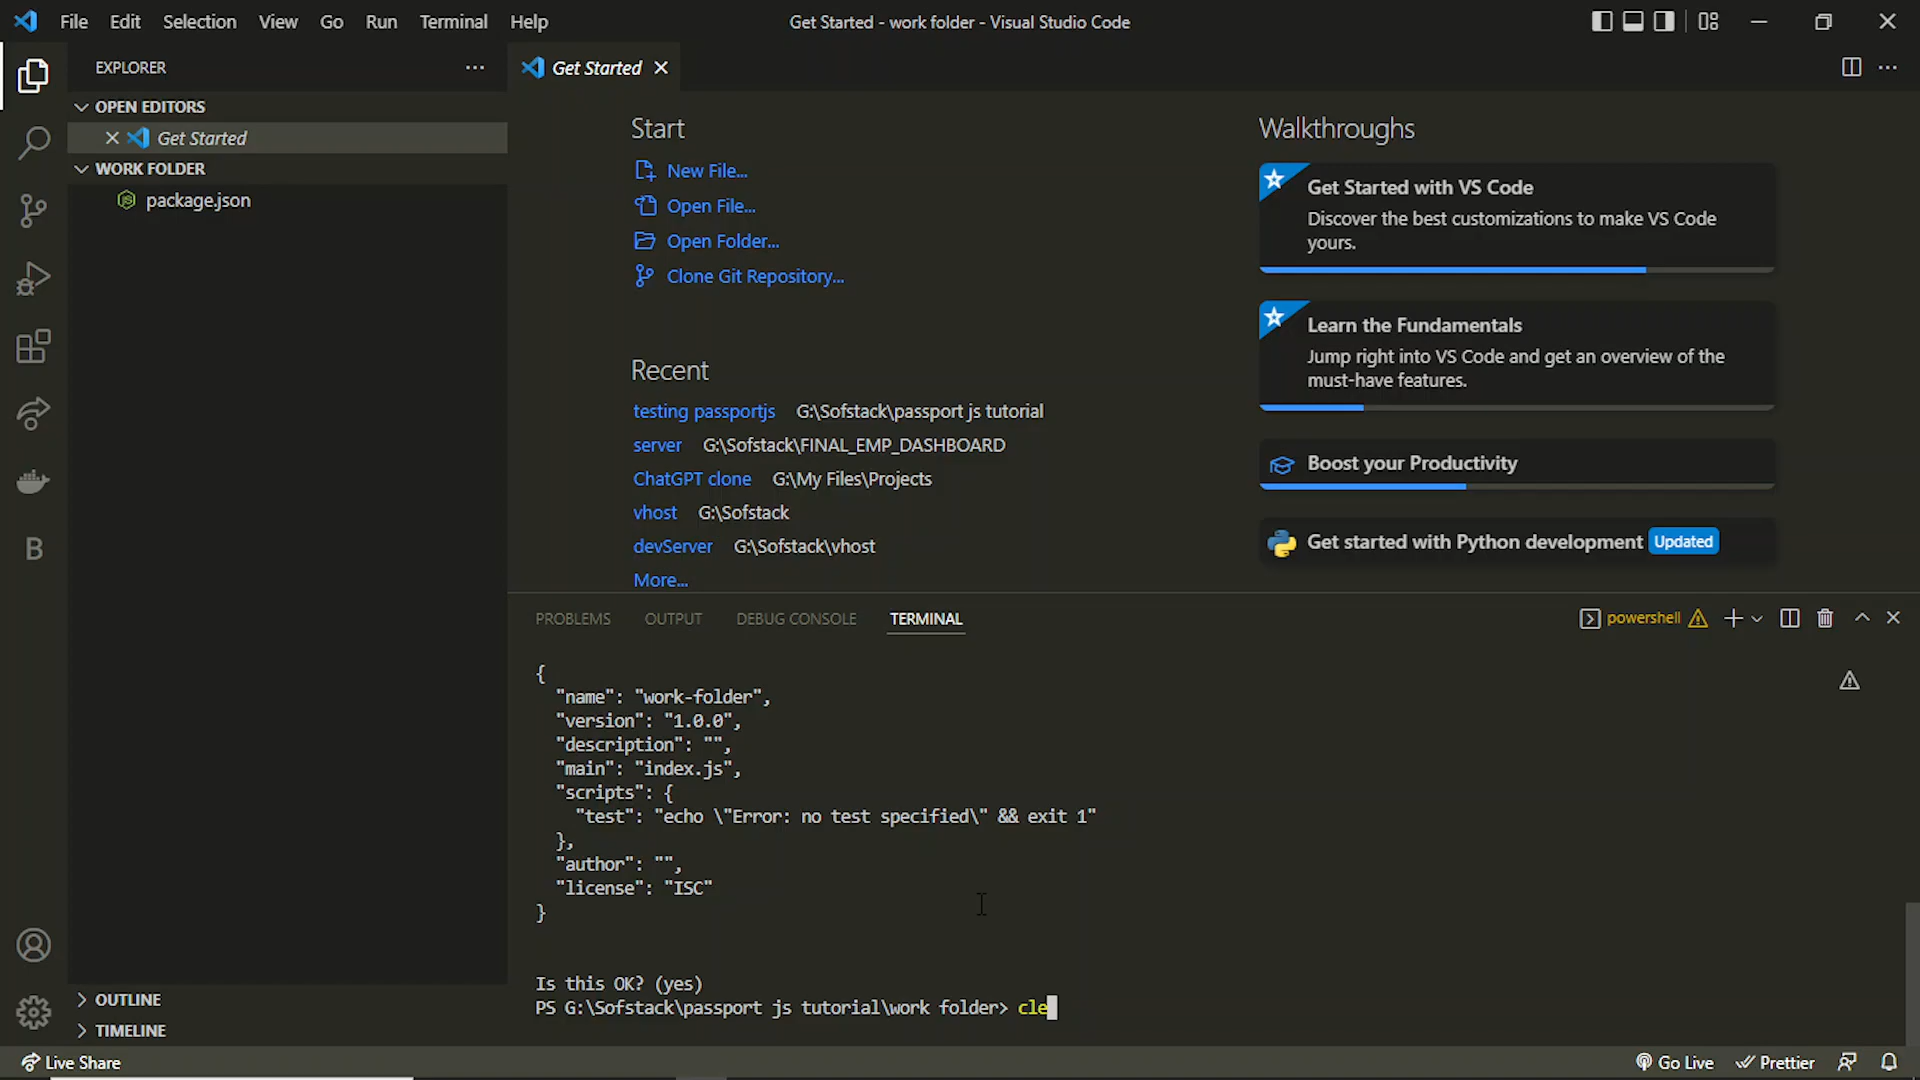 File Edit Selection View Go Run Terminal Help
Get Started - work folder - Visual Studio Code
EXPLORER
OPEN EDITORS
Get Started
WORK FOLDER
package.json
OUTLINE
TIMELINE
Get Started
Start
New File...
Open File...
Open Folder...
Clone Git Repository...
Recent
testing passportjs G:\Sofstack\passport js tutorial
server G:\Sofstack\FINAL_EMP_DASHBOARD
ChatGPT clone G:\My Files\Projects
vhost G:\Sofstack
devServer G:\Sofstack\vhost
More...
Walkthroughs
Get Started with VS Code
Discover the best customizations to make VS Code
yours.
Learn the Fundamentals
Jump right into VS Code and get an overview of the
must-have features.
Boost your Productivity
Get started with Python development Updated
PROBLEMS OUTPUT DEBUG CONSOLE TERMINAL
powershell
{
"name": "work-folder",
"version": "1.0.0",
"description": "",
"main": "index.js",
"scripts": {
"test": "echo \"Error: no test specified\" && exit 1"
},
"author": "",
"license": "ISC"
}
Is this OK? (yes)
PS G:\Sofstack\passport js tutorial\work folder> cle
Live Share
Go Live Prettier